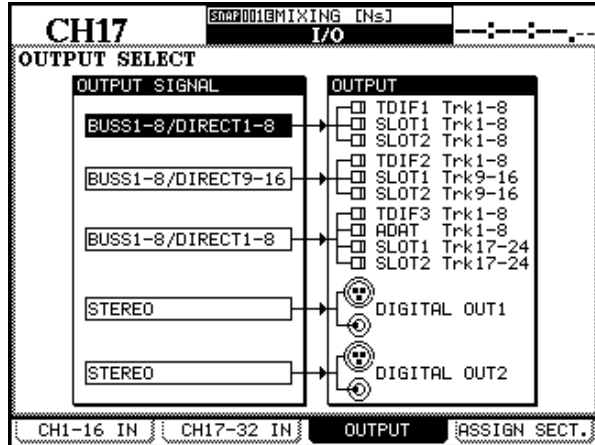 CH17
SNAP001 MIXING [Ns]
I/O
--:--:--.--
OUTPUT SELECT
OUTPUT SIGNAL
OUTPUT
BUSS1-8/DIRECT1-8
TDIF1 Trk1-8
SLOT1 Trk1-8
SLOT2 Trk1-8
BUSS1-8/DIRECT9-16
TDIF2 Trk1-8
SLOT1 Trk9-16
SLOT2 Trk9-16
BUSS1-8/DIRECT1-8
TDIF3 Trk1-8
ADAT Trk1-8
SLOT1 Trk17-24
SLOT2 Trk17-24
STEREO
DIGITAL OUT1
STEREO
DIGITAL OUT2
CH1-16 IN
CH17-32 IN
OUTPUT
ASSIGN SECT.